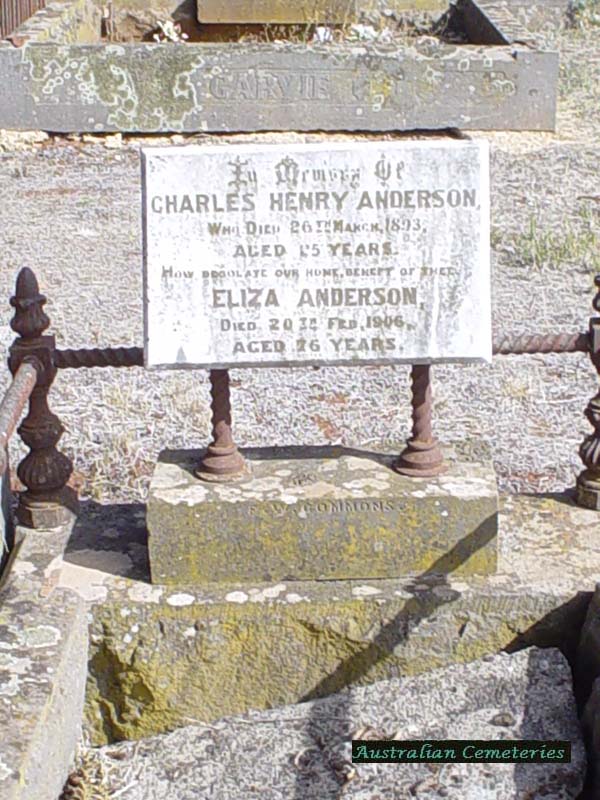 GARVIE
In Memory Of
CHARLES HENRY ANDERSON,
WHO DIED 26TH MARCH, 1893,
AGED 15 YEARS.
HOW DESOLATE OUR HOME, BEREFT OF THEE.
ELIZA ANDERSON,
DIED 20TH FEB, 1906,
AGED 26 YEARS.
F. W. COMMONS
Australian Cemeteries